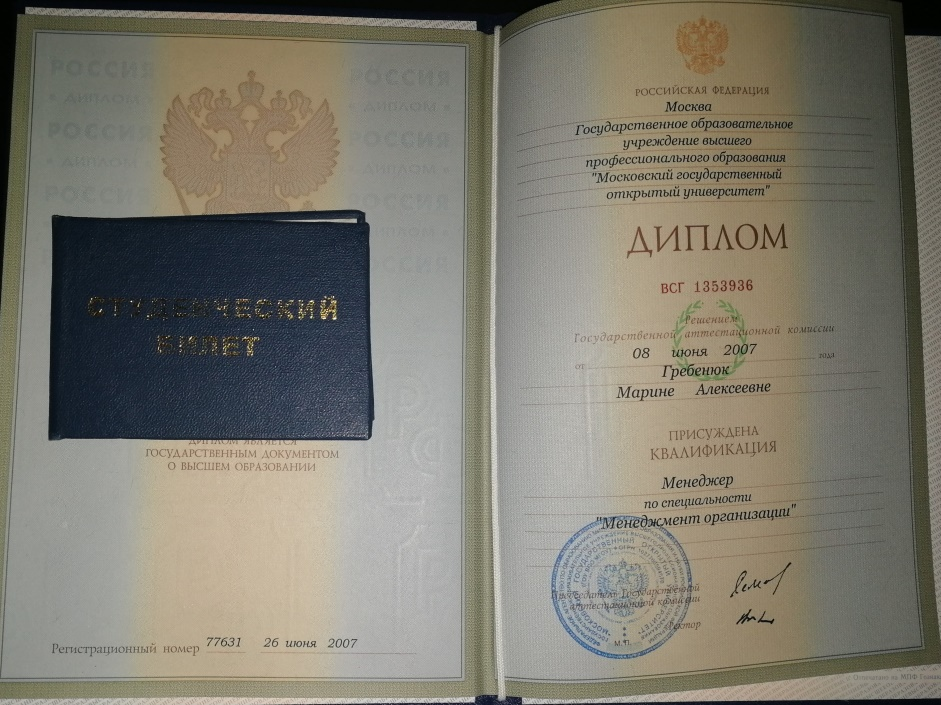 РОССИЯ РОССИЯ
ДИПЛОМ ДИПЛОМ
РОССИЯ РОССИЯ
ДИПЛОМ ДИПЛОМ
РОССИЯ РОССИЯ
ДИПЛОМ
РОССИЯ
СТУДЕНЧЕСКИЙ
БИЛЕТ
ДИПЛОМ ЯВЛЯЕТСЯ
ГОСУДАРСТВЕННЫМ ДОКУМЕНТОМ
О ВЫСШЕМ ОБРАЗОВАНИИ
Регистрационный номер 77631 26 июня 2007
РОССИЙСКАЯ ФЕДЕРАЦИЯ
Москва
Государственное образовательное
учреждение высшего
профессионального образования
"Московский государственный
открытый университет"
ДИПЛОМ
ВСГ 1353936
Решением
Государственной аттестационной комиссии
от 08 июня 2007 года
Гребенюк
Марине Алексеевне
ПРИСУЖДЕНА
КВАЛИФИКАЦИЯ
Менеджер
по специальности
"Менеджмент организации"
Председатель Государственной
аттестационной комиссии
Ректор
М.П.